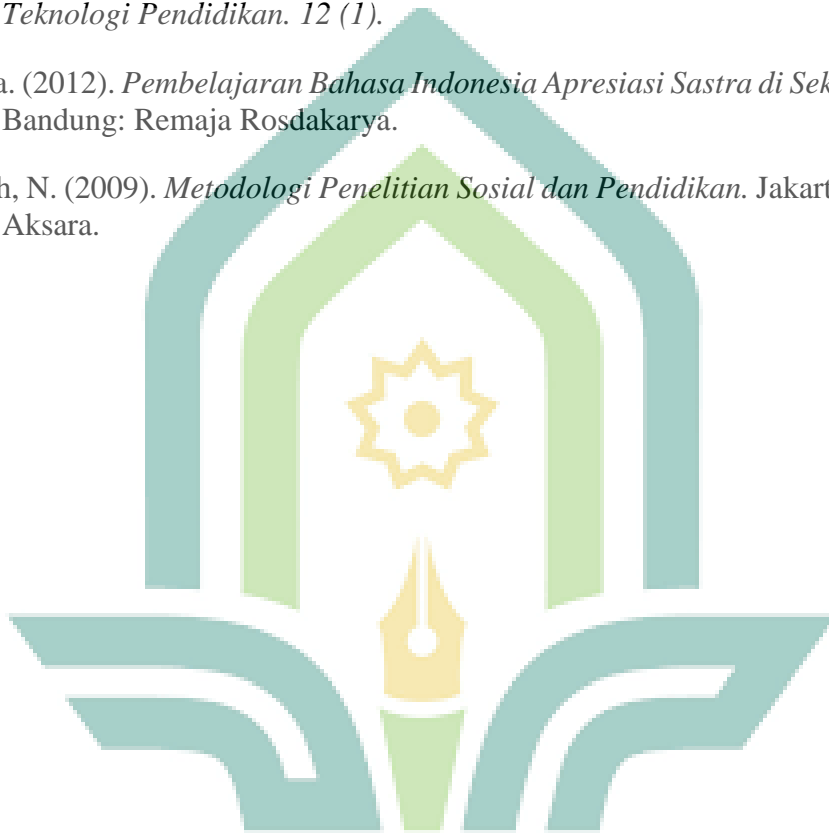 Teknologi Pendidikan. 12 (1).
a. (2012). Pembelajaran Bahasa Indonesia Apresiasi Sastra di Sek
Bandung: Remaja Rosdakarya.
h, N. (2009). Metodologi Penelitian Sosial dan Pendidikan. Jakart
Aksara.